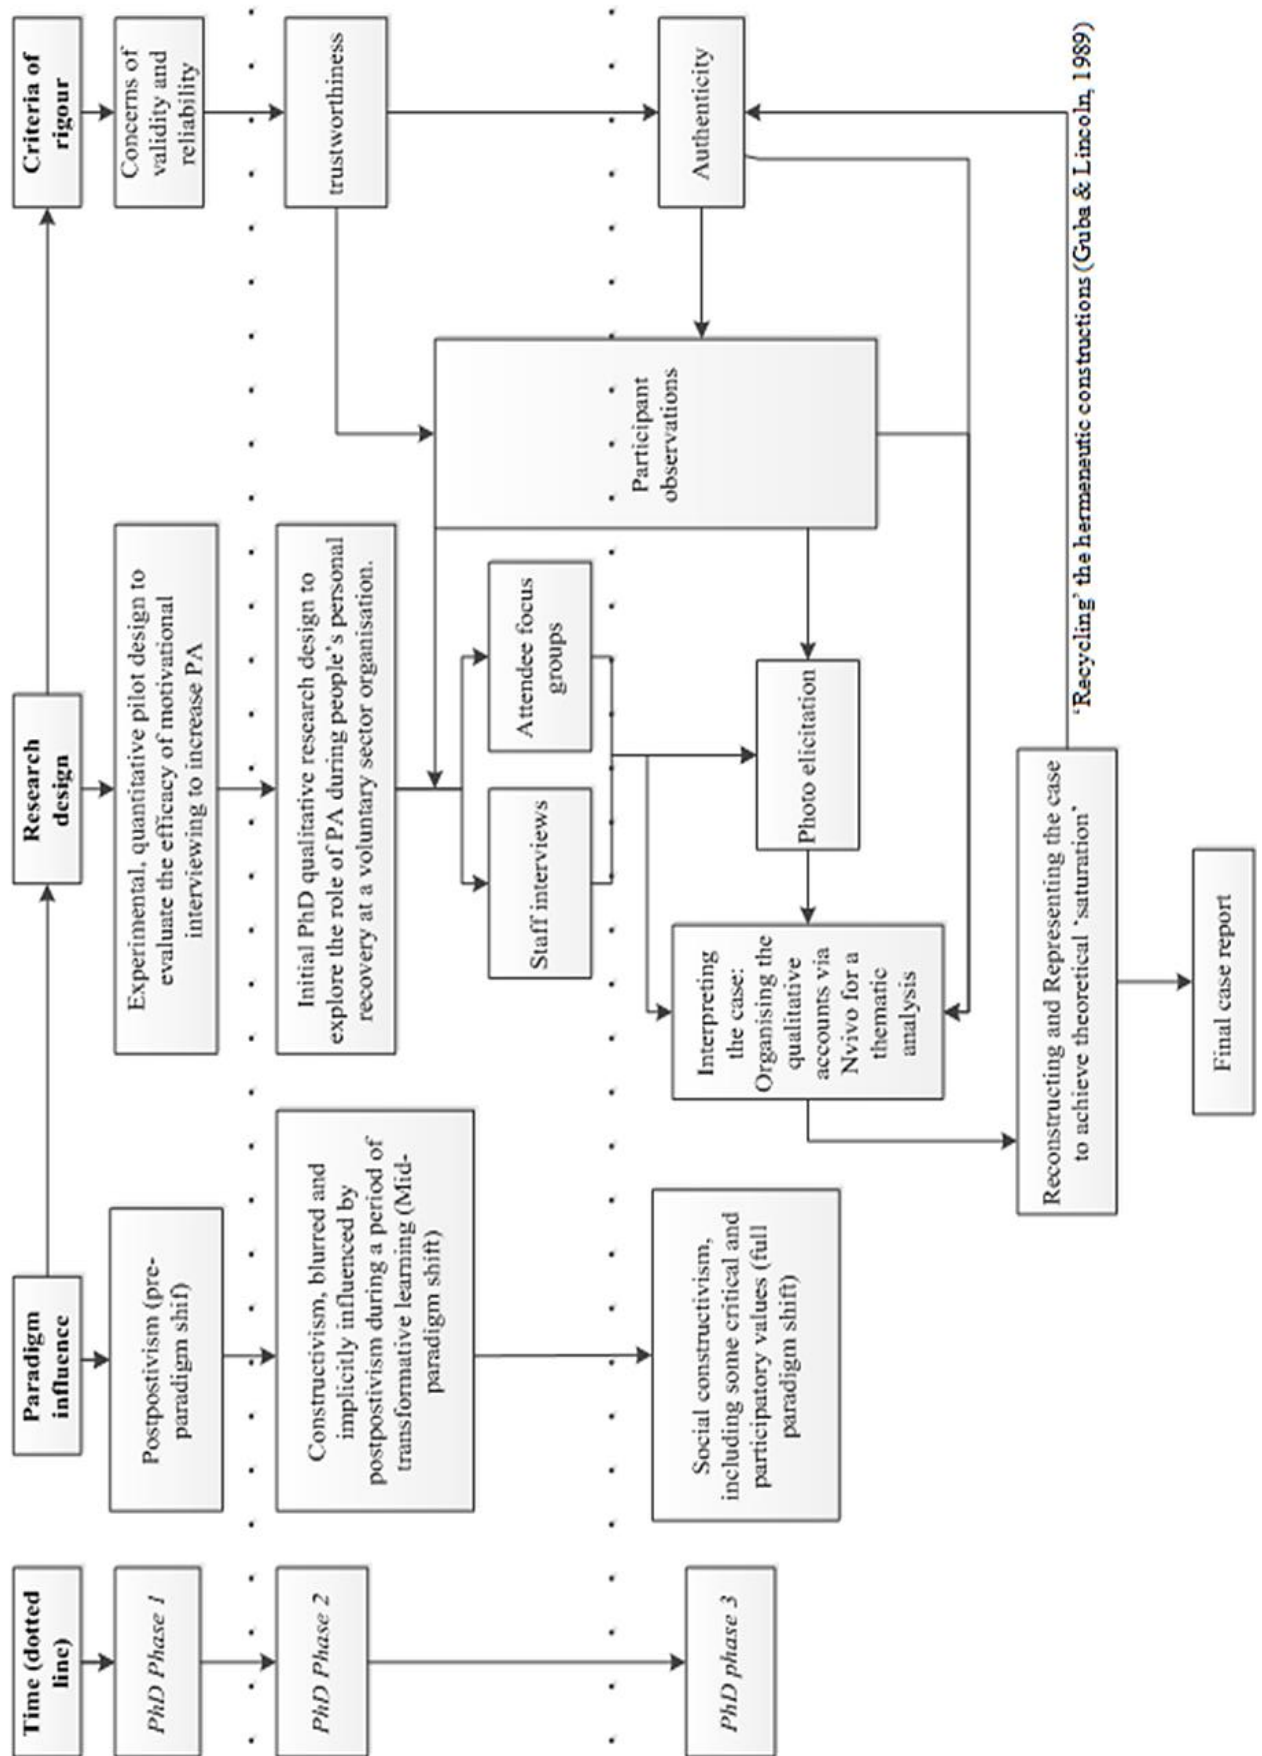 Time (dotted
line)
Paradigm
influence
Research
design
Criteria of
rigour
PhD Phase 1
Postpostivism (pre-
paradigm shif)
Experimental, quantitative pilot design to
evaluate the efficacy of motivational
interviewing to increase PA
Concerns of
validity and
reliability
PhD Phase 2
Constructivism, blurred and
implicitly influenced by
postpostivism during a period of
transformative learning (Mid-
paradigm shift)
Initial PhD qualitative research design to
explore the role of PA during people’s personal
recovery at a voluntary sector organisation.
trustworthiness
Staff interviews
Attendee focus
groups
Participant
observations
PhD phase 3
Social constructivism,
including some critical and
participatory values (full
paradigm shift)
Interpreting
the case:
Organising the
qualitative
accounts via
Nvivo for a
thematic
analysis
Photo elicitation
Authenticity
Reconstructing and Representing the case
to achieve theoretical ‘saturation’
‘Recycling’ the hermeneutic constructions (Guba & Lincoln, 1989)
Final case report